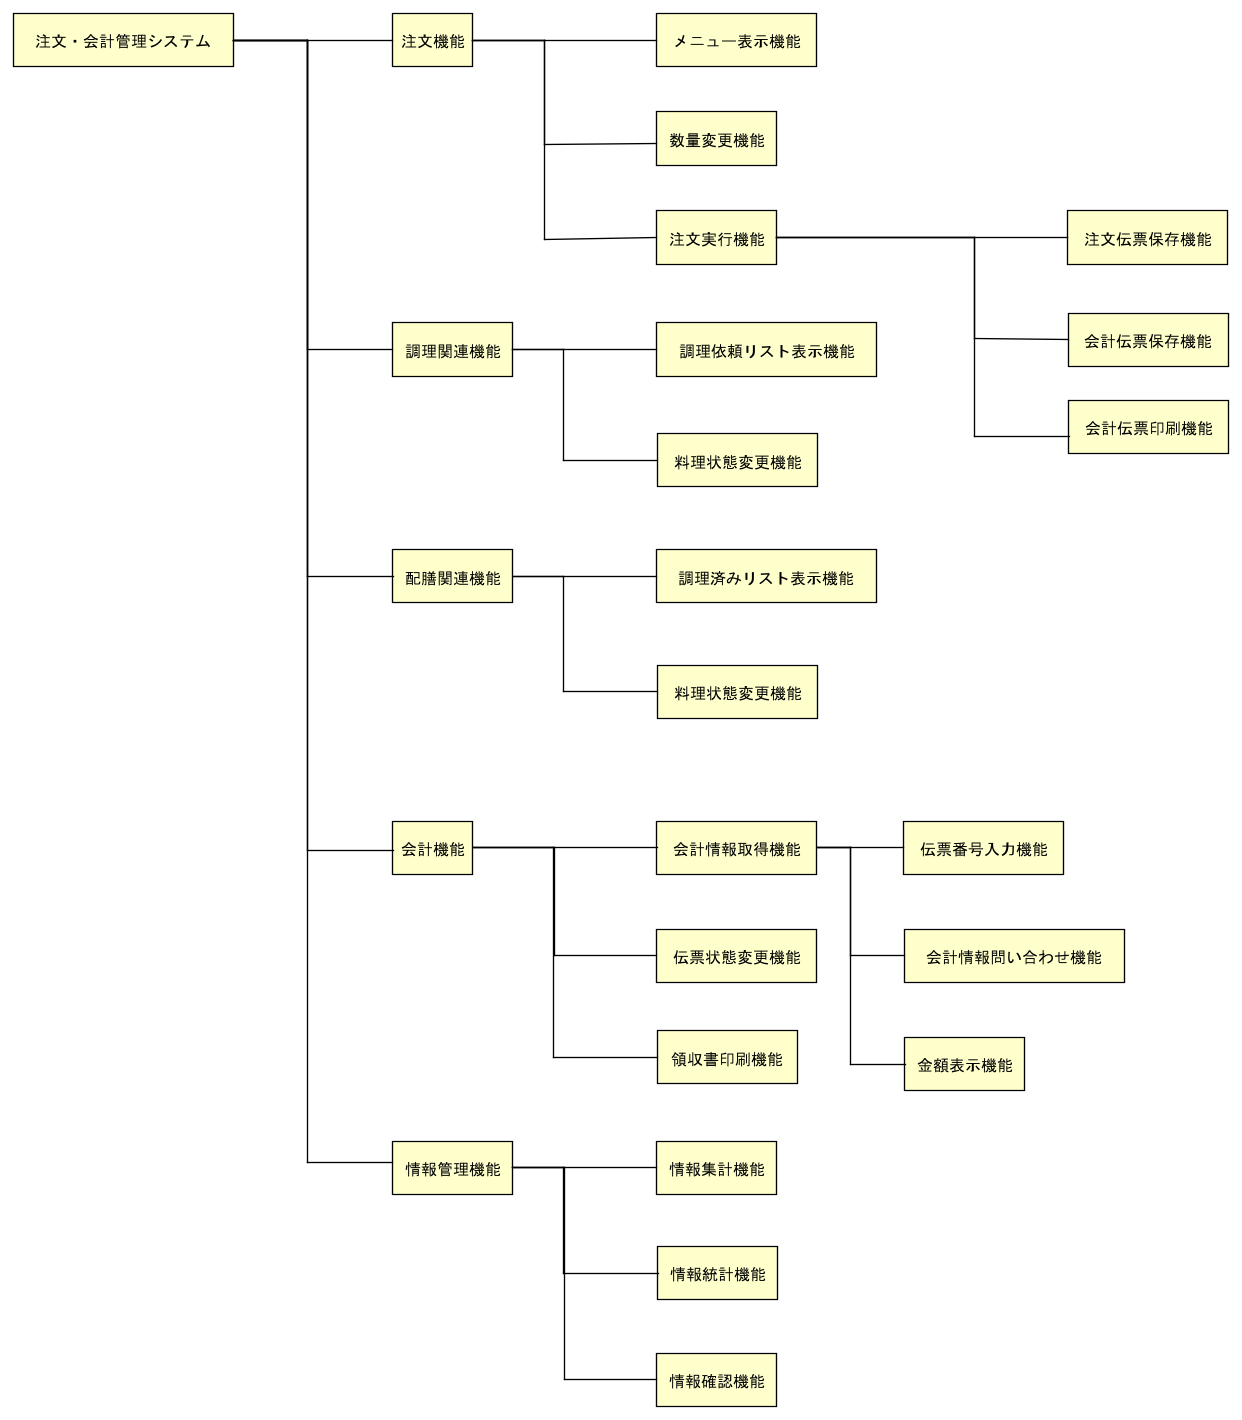 注文・会計管理システム
注文機能
メニュー表示機能
数量変更機能
注文実行機能
注文伝票保存機能
会計伝票保存機能
会計伝票印刷機能
調理関連機能
調理依頼リスト表示機能
料理状態変更機能
配膳関連機能
調理済みリスト表示機能
料理状態変更機能
会計機能
会計情報取得機能
伝票番号入力機能
会計情報問い合わせ機能
金額表示機能
伝票状態変更機能
領収書印刷機能
情報管理機能
情報集計機能
情報統計機能
情報確認機能